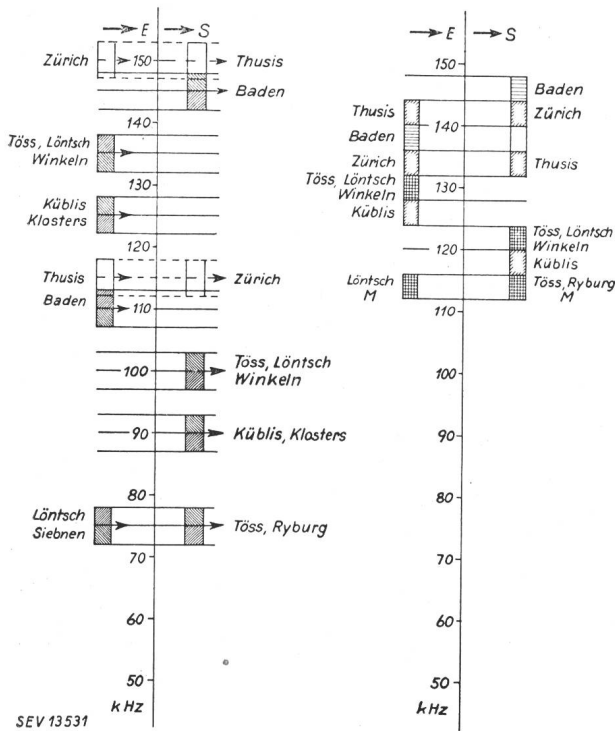 E S
Zürich 150 Thusis
Baden
140
Töss, Löntsch
Winkeln
130
Küblis
Klosters
120
Thusis Zürich
Baden
110
100 Töss, Löntsch
Winkeln
90 Küblis, Klosters
80
Löntsch
Siebnen
Töss, Ryburg
70
60
50
kHz
SEV 13531
E S
150
Baden
Thusis Zürich
Baden 140
Zürich Thusis
Töss, Löntsch
Winkeln
130
Küblis
Töss, Löntsch
Winkeln
120
Küblis
Löntsch
M
Töss, Ryburg
M
110
100
90
80
70
60
50
kHz